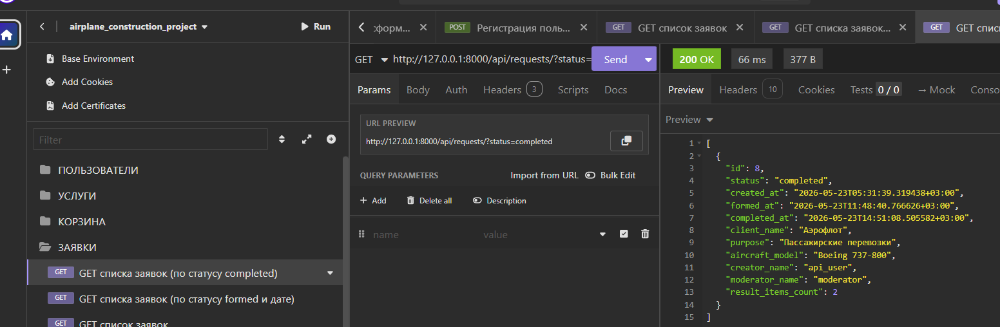 airplane_construction_project
Run
Base Environment
Add Cookies
Add Certificates
Filter
ПОЛЬЗОВАТЕЛИ
УСЛУГИ
КОРЗИНА
ЗАЯВКИ
GET GET списка заявок (по статусу completed)
GET GET списка заявок (по статусу formed и дате)
GET GET список заявок
POST Регистрация поль...
GET GET список заявок
GET GET списка заявок...
GET GET
GET http://127.0.0.1:8000/api/requests/?status= Send
Params Body Auth Headers 3 Scripts Docs
URL PREVIEW
http://127.0.0.1:8000/api/requests/?status=completed
QUERY PARAMETERS Import from URL Bulk Edit
+ Add Delete all Description
name value
200 OK 66 ms 377 B
Preview Headers 10 Cookies Tests 0 / 0 → Mock
Preview
1 [
2 {
3 "id": 8,
4 "status": "completed",
5 "created_at": "2026-05-23T05:31:39.319438+03:00",
6 "formed_at": "2026-05-23T11:48:40.766626+03:00",
7 "completed_at": "2026-05-23T14:51:08.505582+03:00",
8 "client_name": "Аэрофлот",
9 "purpose": "Пассажирские перевозки",
10 "aircraft_model": "Boeing 737-800",
11 "creator_name": "api_user",
12 "moderator_name": "moderator",
13 "result_items_count": 2
14 }
15 ]